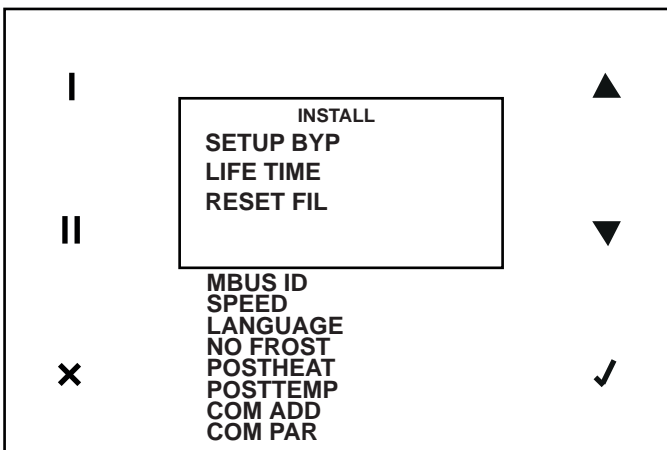 INSTALL
I
SETUP BYP
LIFE TIME
RESET FIL
II
MBUS ID
SPEED
LANGUAGE
NO FROST
POSTHEAT
POSTTEMP
COM ADD
COM PAR